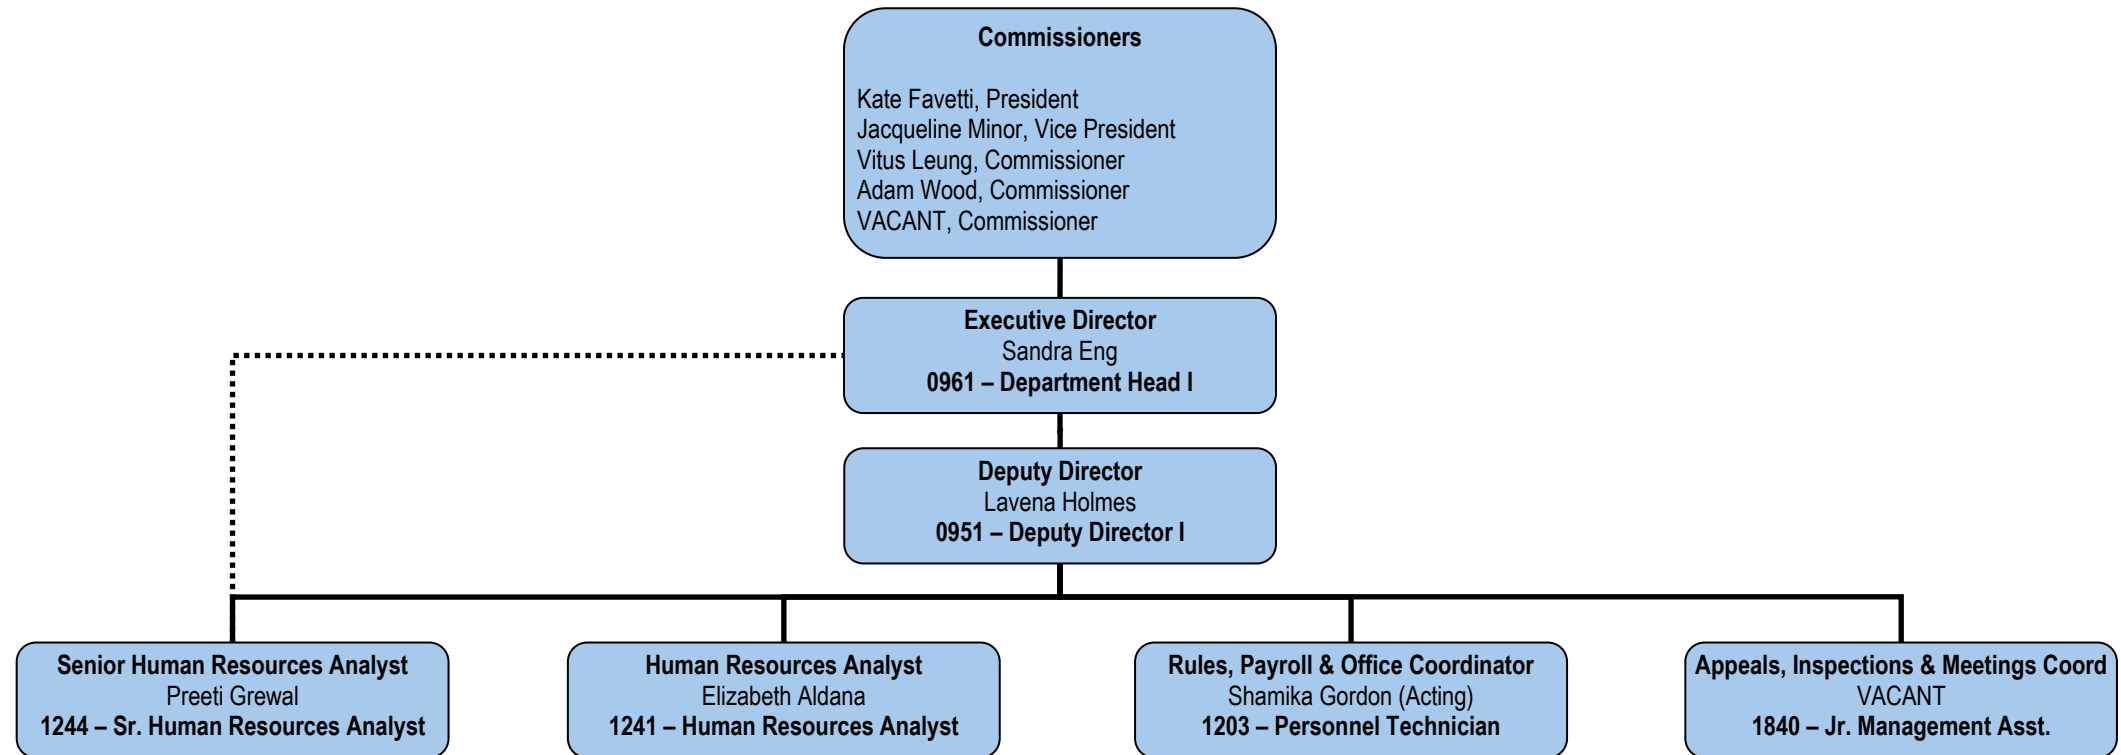 Commissioners
Kate Favetti, President
Jacqueline Minor, Vice President
Vitus Leung, Commissioner
Adam Wood, Commissioner
VACANT, Commissioner
Executive Director
Sandra Eng
0961 – Department Head I
Deputy Director
Lavena Holmes
0951 – Deputy Director I
Senior Human Resources Analyst
Preeti Grewal
1244 – Sr. Human Resources Analyst
Human Resources Analyst
Elizabeth Aldana
1241 – Human Resources Analyst
Rules, Payroll & Office Coordinator
Shamika Gordon (Acting)
1203 – Personnel Technician
Appeals, Inspections & Meetings Coord
VACANT
1840 – Jr. Management Asst.